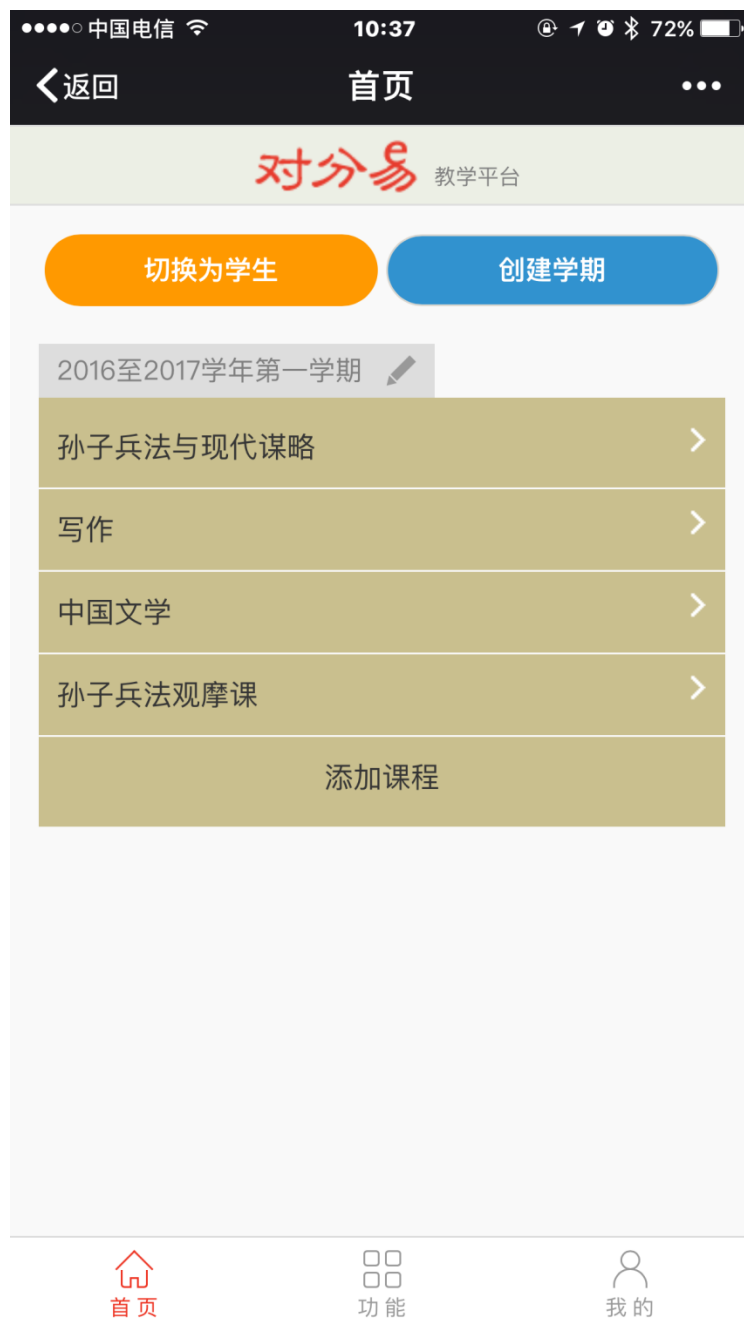 中国电信 10:37 72%
返回 首页
对分易 e 教学平台
切换为学生 创建学期
2016至2017学年第一学期
孙子兵法与现代谋略
写作
中国文学
孙子兵法观摩课
添加课程
首页 功能 我的